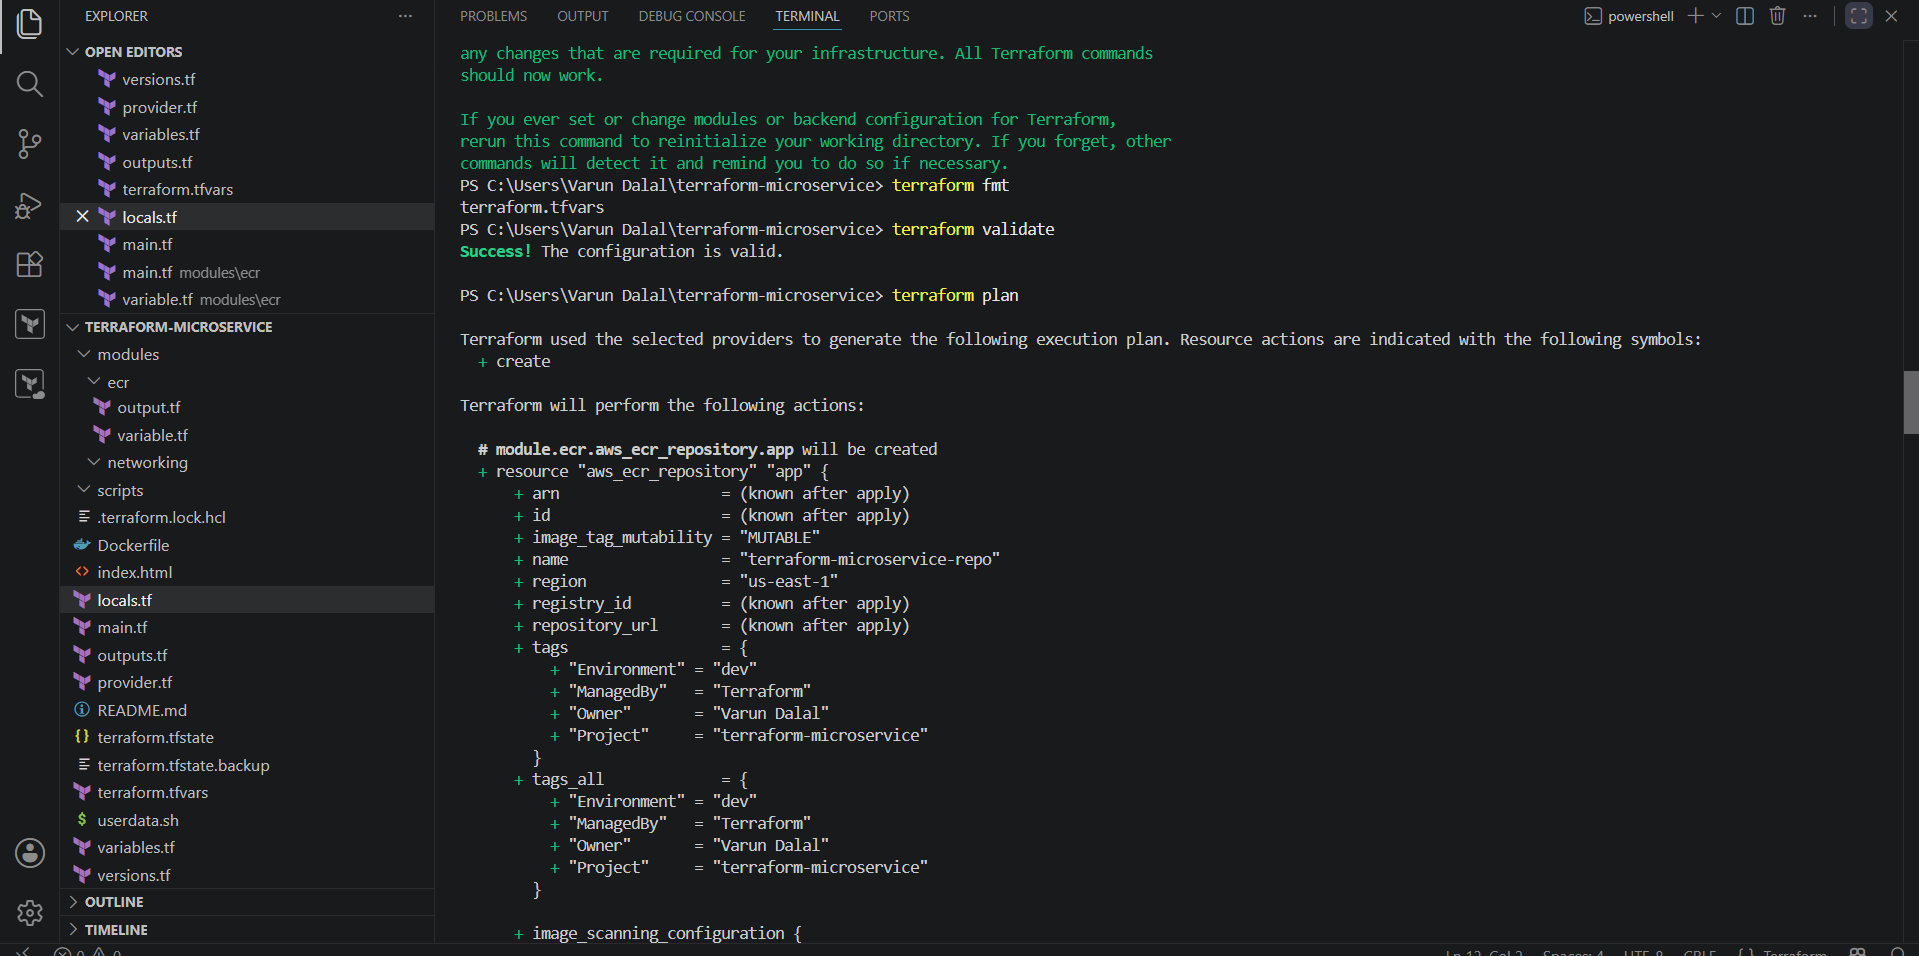 EXPLORER
OPEN EDITORS
versions.tf
provider.tf
variables.tf
outputs.tf
terraform.tfvars
locals.tf
main.tf
main.tf modules\ecr
variable.tf modules\ecr
TERRAFORM-MICROSERVICE
modules
ecr
output.tf
variable.tf
networking
scripts
.terraform.lock.hcl
Dockerfile
index.html
locals.tf
main.tf
outputs.tf
provider.tf
README.md
terraform.tfstate
terraform.tfstate.backup
terraform.tfvars
userdata.sh
variables.tf
versions.tf
OUTLINE
TIMELINE
PROBLEMS OUTPUT DEBUG CONSOLE TERMINAL PORTS
powershell
any changes that are required for your infrastructure. All Terraform commands
should now work.
If you ever set or change modules or backend configuration for Terraform,
rerun this command to reinitialize your working directory. If you forget, other
commands will detect it and remind you to do so if necessary.
PS C:\Users\Varun Dalal\terraform-microservice> terraform fmt
terraform.tfvars
PS C:\Users\Varun Dalal\terraform-microservice> terraform validate
Success! The configuration is valid.
PS C:\Users\Varun Dalal\terraform-microservice> terraform plan
Terraform used the selected providers to generate the following execution plan. Resource actions are indicated with the following symbols:
+ create
Terraform will perform the following actions:
# module.ecr.aws_ecr_repository.app will be created
+ resource "aws_ecr_repository" "app" {
+ arn = (known after apply)
+ id = (known after apply)
+ image_tag_mutability = "MUTABLE"
+ name = "terraform-microservice-repo"
+ region = "us-east-1"
+ registry_id = (known after apply)
+ repository_url = (known after apply)
+ tags = {
+ "Environment" = "dev"
+ "ManagedBy" = "Terraform"
+ "Owner" = "Varun Dalal"
+ "Project" = "terraform-microservice"
}
+ tags_all = {
+ "Environment" = "dev"
+ "ManagedBy" = "Terraform"
+ "Owner" = "Varun Dalal"
+ "Project" = "terraform-microservice"
}
+ image_scanning_configuration {